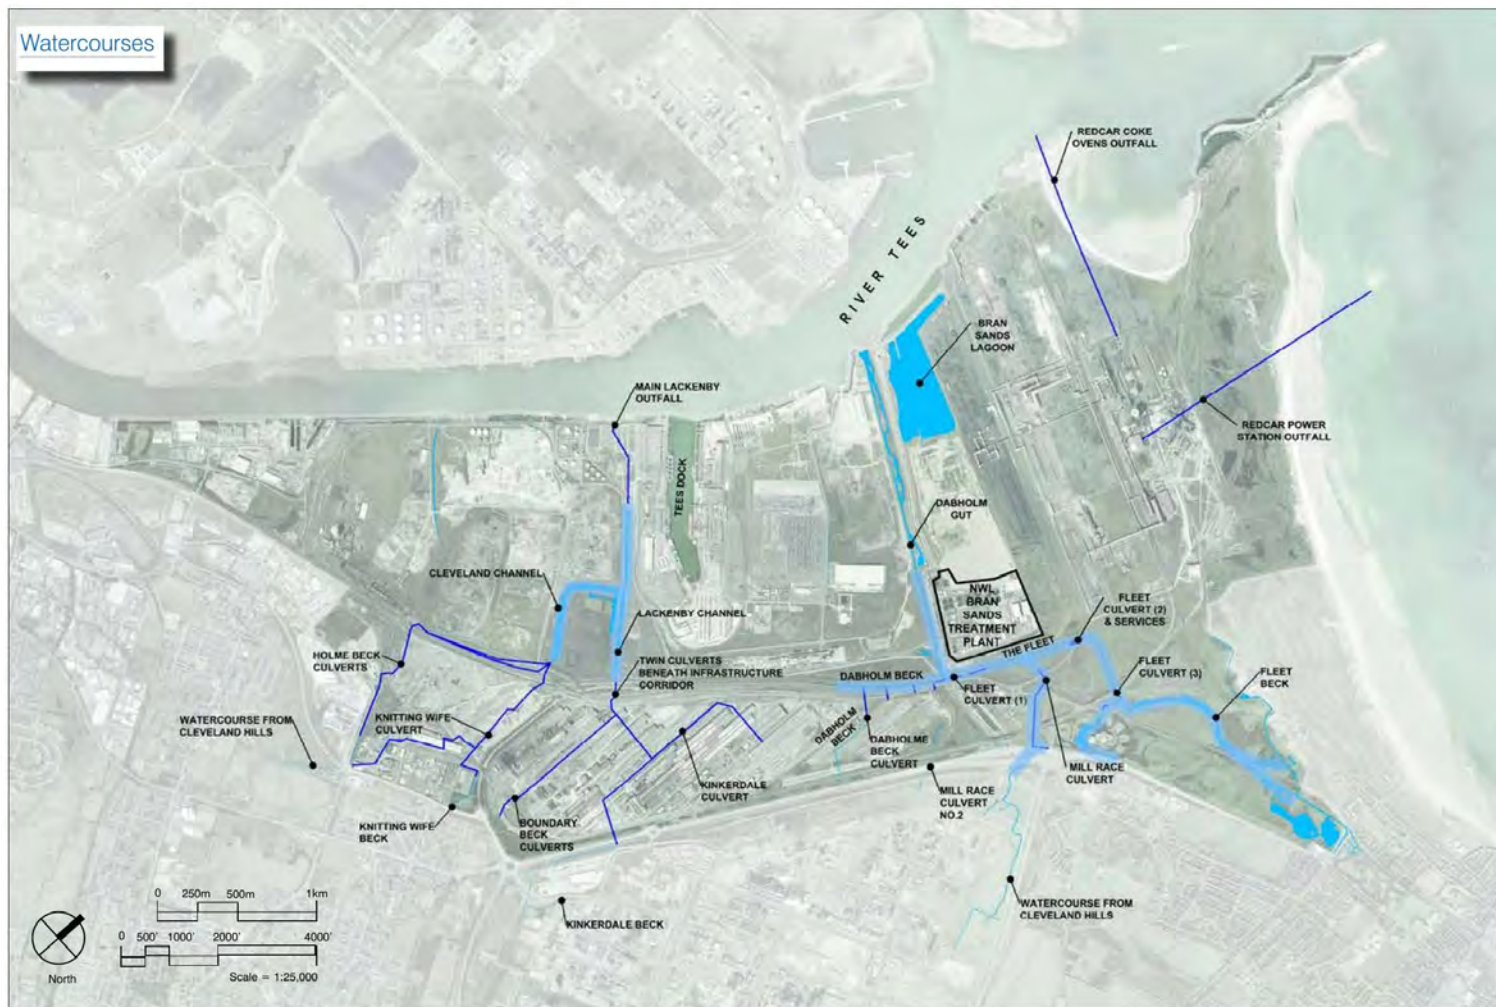 Watercourses
REDCAR COKE
OVENS OUTFALL
RIVER TEES
BRAN
SANDS
LAGOON
MAIN LACKENBY
OUTFALL
REDCAR POWER
STATION OUTFALL
TEES DOCK
DABHOLM
GUT
CLEVELAND CHANNEL
LACKENBY CHANNEL
NWL
BRAN
SANDS
TREATMENT
PLANT
FLEET
CULVERT (2)
& SERVICES
THE FLEET
HOLME BECK
CULVERTS
TWIN CULVERTS
BENEATH INFRASTRUCTURE
CORRIDOR
DABHOLM BECK
FLEET
CULVERT (1)
FLEET
CULVERT (3)
FLEET
BECK
WATERCOURSE FROM
CLEVELAND HILLS
KNITTING WIFE
CULVERT
DABHOLM
BECK
DABHOLME
BECK
CULVERT
MILL RACE
CULVERT
KINKERDALE
CULVERT
MILL RACE
CULVERT
NO.2
KNITTING WIFE
BECK
BOUNDARY
BECK
CULVERTS
WATERCOURSE FROM
CLEVELAND HILLS
KINKERDALE BECK
0 250m 500m 1km
0 500' 1000' 2000' 4000'
Scale = 1:25,000
North